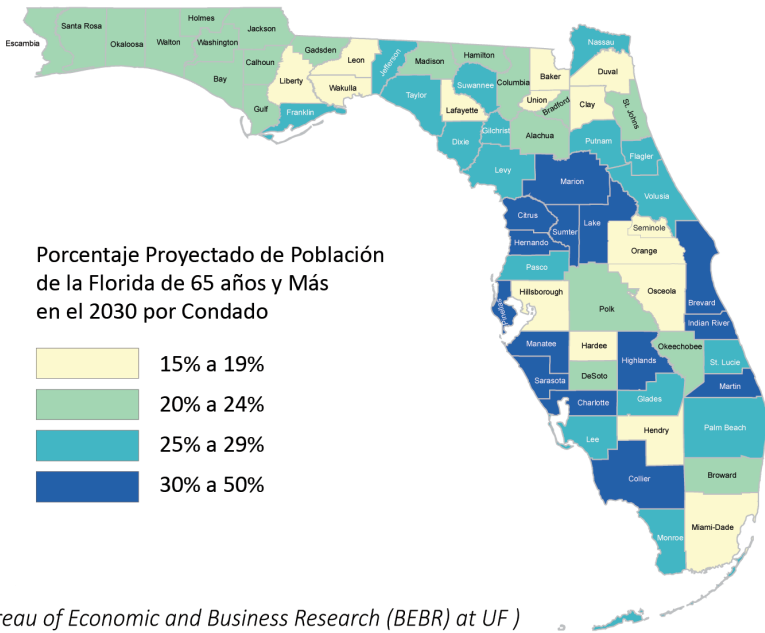 Holmes
Santa Rosa
Jackson
Escambia
Okaloosa
Walton
Washington
Gadsden
Leon
Jefferson
Madison
Hamilton
Nassau
Calhoun
Bay
Liberty
Wakulla
Taylor
Suwannee
Columbia
Baker
Duval
Gulf
Franklin
Lafayette
Union
Bradford
Clay
St. Johns
Dixie
Gilchrist
Alachua
Putnam
Flagler
Levy
Marion
Volusia
Citrus
Sumter
Lake
Seminole
Hernando
Orange
Porcentaje Proyectado de Población
de la Florida de 65 años y Más
en el 2030 por Condado
Pasco
Hillsborough
Osceola
Pinellas
Polk
Brevard
Indian River
Manatee
Hardee
Highlands
Okeechobee
St. Lucie
15% a 19%
Sarasota
DeSoto
Martin
20% a 24%
Charlotte
Glades
25% a 29%
Lee
Hendry
Palm Beach
30% a 50%
Collier
Broward
Miami-Dade
Monroe
reau of Economic and Business Research (BEBR) at UF )